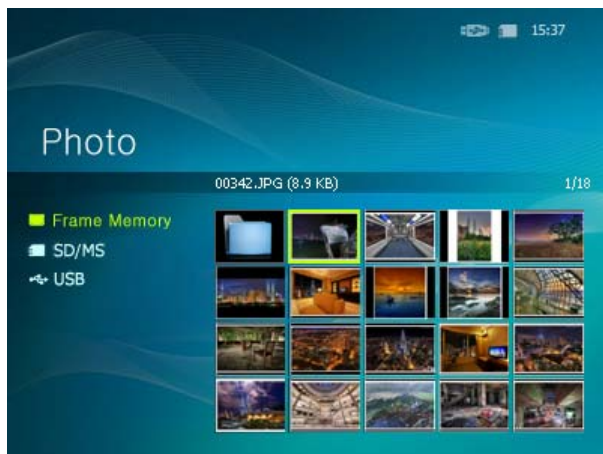 15:37
Photo
00342.JPG (8.9 KB) 1/18
Frame Memory
SD/MS
USB